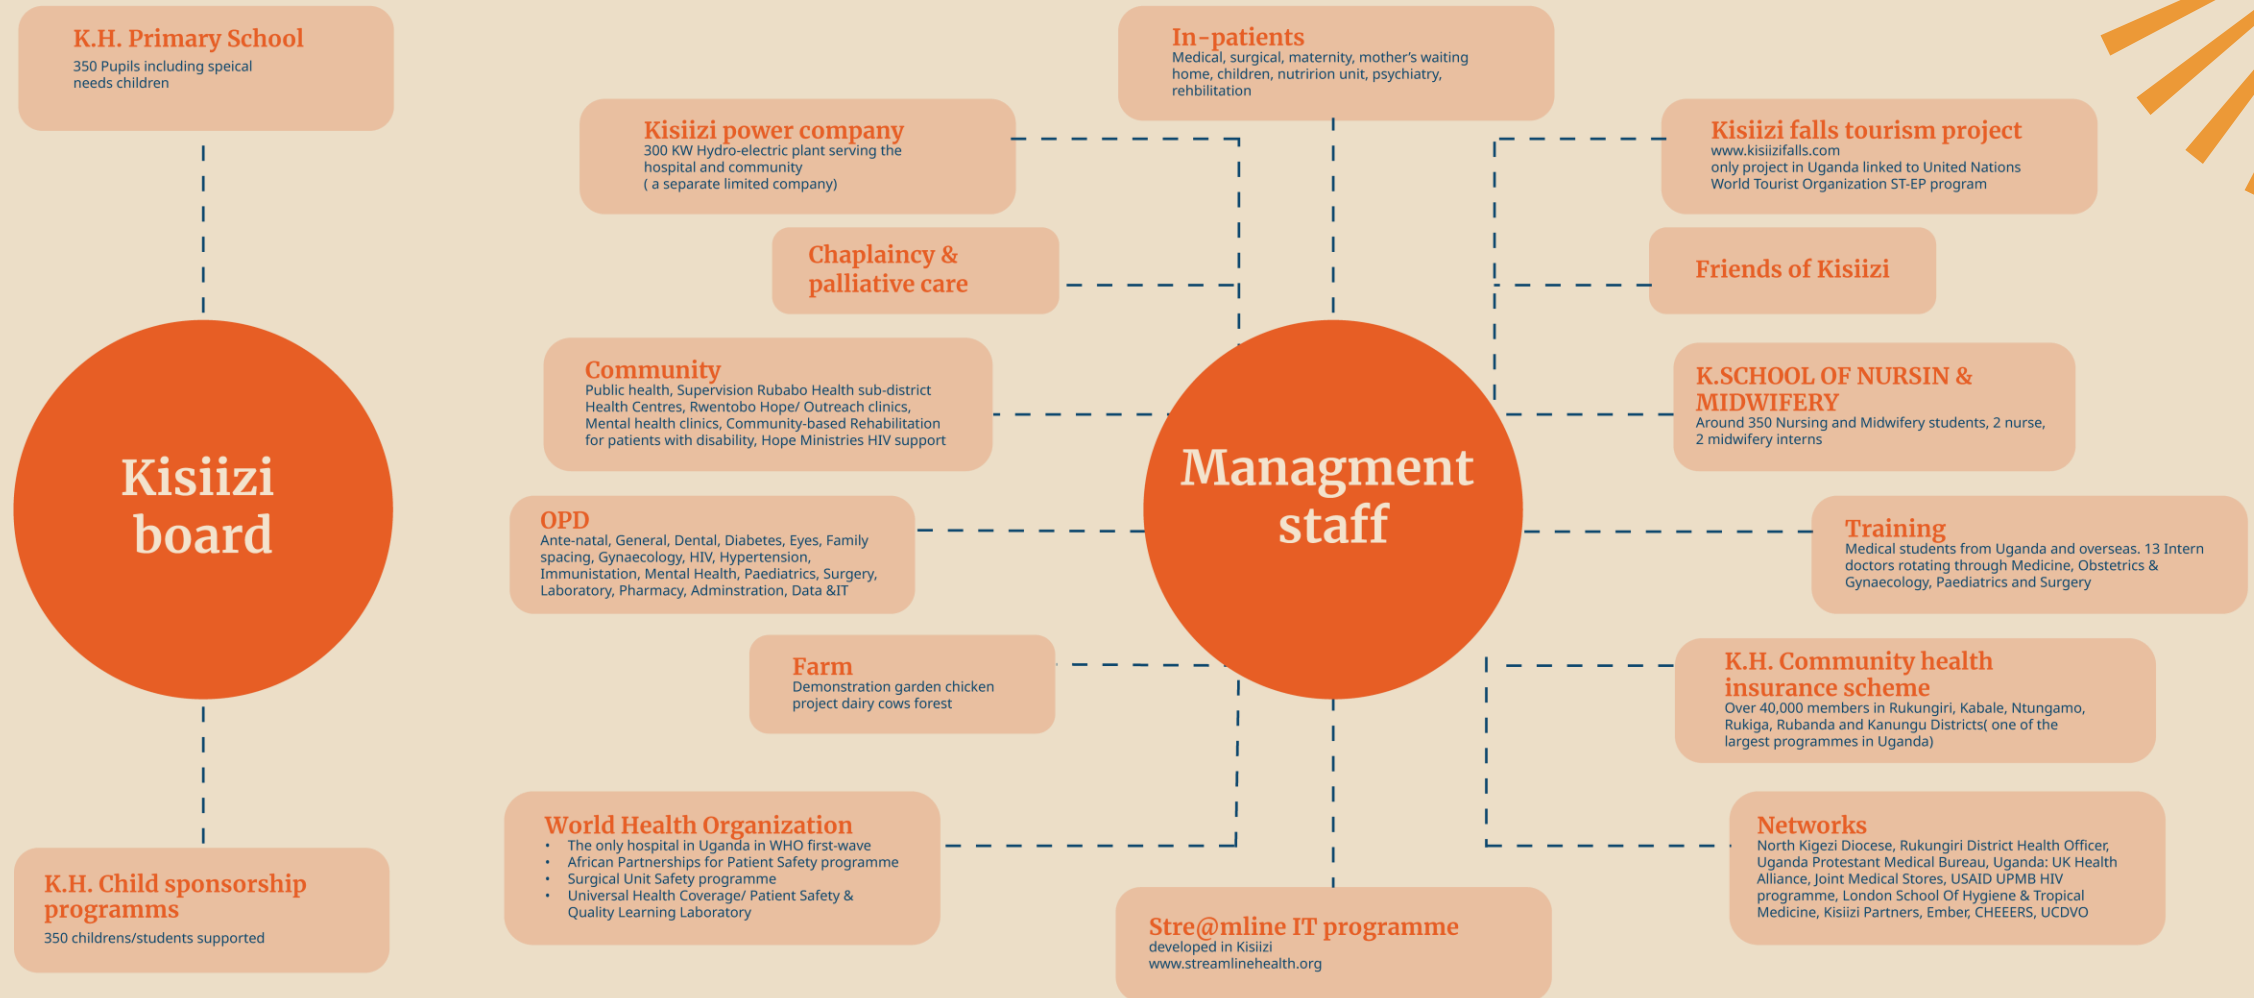 K.H. Primary School
350 Pupils including speical
needs children
Kisiizi
board
K.H. Child sponsorship
programms
350 childrens/students supported
In-patients
Medical, surgical, maternity, mother's waiting
home, children, nutririon unit, psychiatry,
rehbilitation
Kisiizi power company
300 KW Hydro-electric plant serving the
hospital and community
( a separate limited company)
Chaplaincy &
palliative care
Community
Public health, Supervision Rubabo Health sub-district
Health Centres, Rwentobo Hope/ Outreach clinics,
Mental health clinics, Community-based Rehabilitation
for patients with disability, Hope Ministries HIV support
OPD
Ante-natal, General, Dental, Diabetes, Eyes, Family
spacing, Gynaecology, HIV, Hypertension,
Immunistation, Mental Health, Paediatrics, Surgery,
Laboratory, Pharmacy, Adminstration, Data &IT
Farm
Demonstration garden chicken
project dairy cows forest
World Health Organization
• The only hospital in Uganda in WHO first-wave
• African Partnerships for Patient Safety programme
• Surgical Unit Safety programme
• Universal Health Coverage/ Patient Safety &
Quality Learning Laboratory
Managment
staff
Stre@mline IT programme
developed in Kisiizi
www.streamlinehealth.org
Kisiizi falls tourism project
www.kisiizifalls.com
only project in Uganda linked to United Nations
World Tourist Organization ST-EP program
Friends of Kisiizi
K.SCHOOL OF NURSIN &
MIDWIFERY
Around 350 Nursing and Midwifery students, 2 nurse,
2 midwifery interns
Training
Medical students from Uganda and overseas. 13 Intern
doctors rotating through Medicine, Obstetrics &
Gynaecology, Paediatrics and Surgery
K.H. Community health
insurance scheme
Over 40,000 members in Rukungiri, Kabale, Ntungamo,
Rukiga, Rubanda and Kanungu Districts( one of the
largest programmes in Uganda)
Networks
North Kigezi Diocese, Rukungiri District Health Officer,
Uganda Protestant Medical Bureau, Uganda: UK Health
Alliance, Joint Medical Stores, USAID UPMB HIV
programme, London School Of Hygiene & Tropical
Medicine, Kisiizi Partners, Ember, CHEEERS, UCDVO